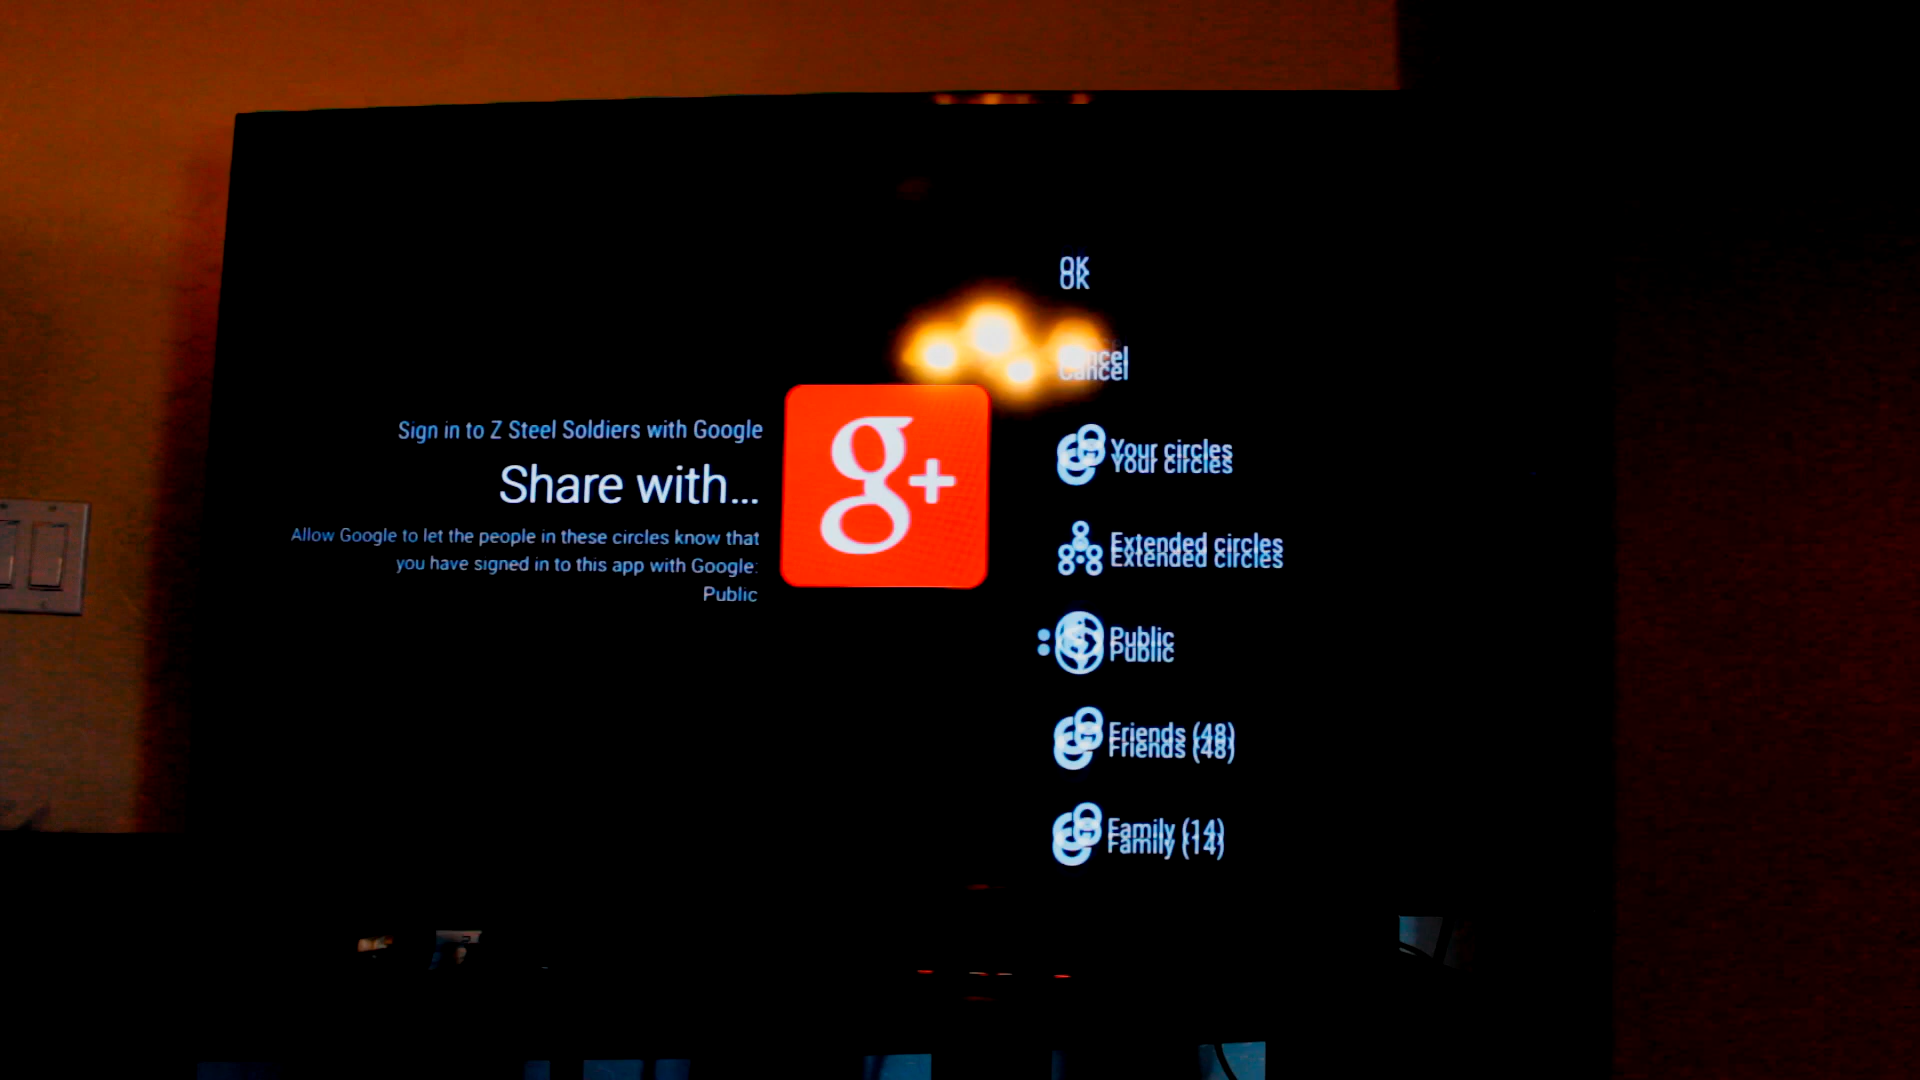 Sign in to Z Steel Soldiers with Google
Share with...
Allow Google to let the people in these circles know that
you have signed in to this app with Google:
Public
g+
OK
Cancel
Your circles
Extended circles
Public
Friends (48)
Family (14)